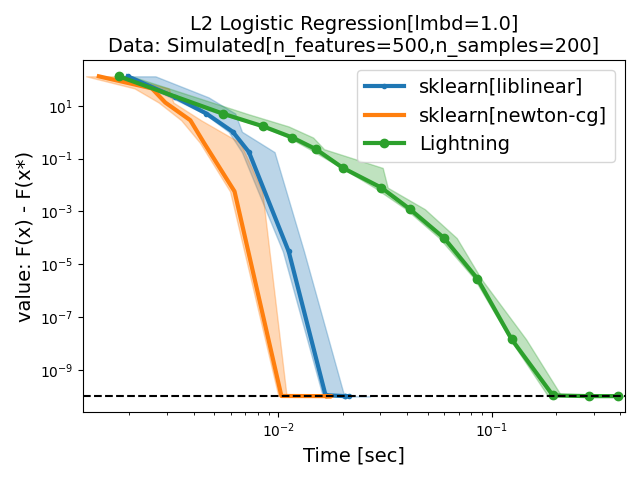 L2 Logistic Regression[lmbd=1.0]
Data: Simulated[n_features=500,n_samples=200]
sklearn[liblinear]
sklearn[newton-cg]
Lightning
value: F(x) - F(x*)
10¹
10⁻¹
10⁻³
10⁻⁵
10⁻⁷
10⁻⁹
10⁻²
10⁻¹
Time [sec]